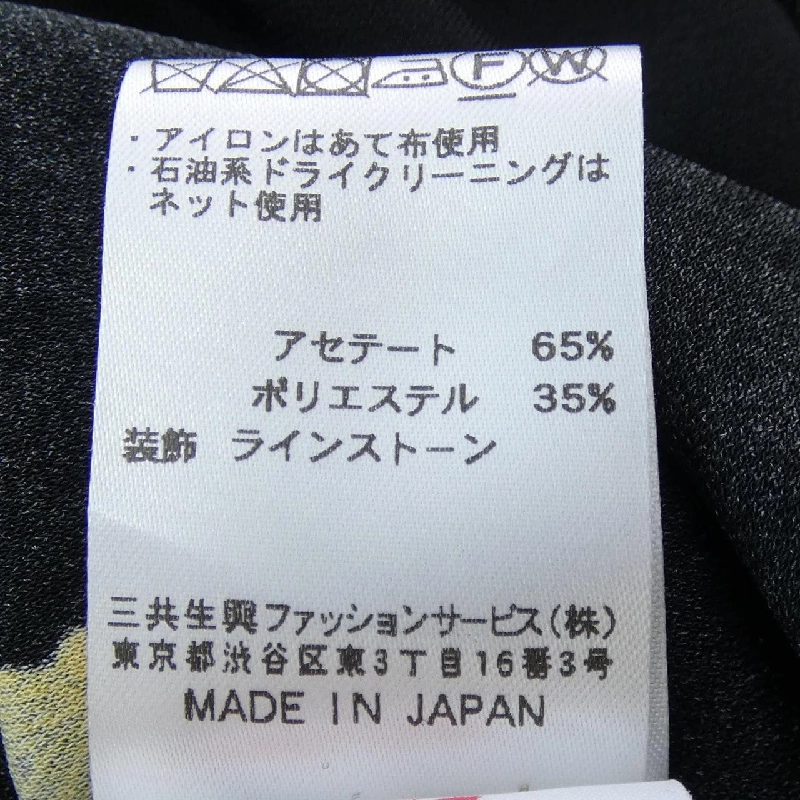 F W
・アイロンはあて布使用
・石油系ドライクリーニングは
ネット使用
アセテート 65%
ポリエステル 35%
装飾 ラインストーン
三共生興ファッションサービス(株)
東京都渋谷区東3丁目16番3号
MADE IN JAPAN